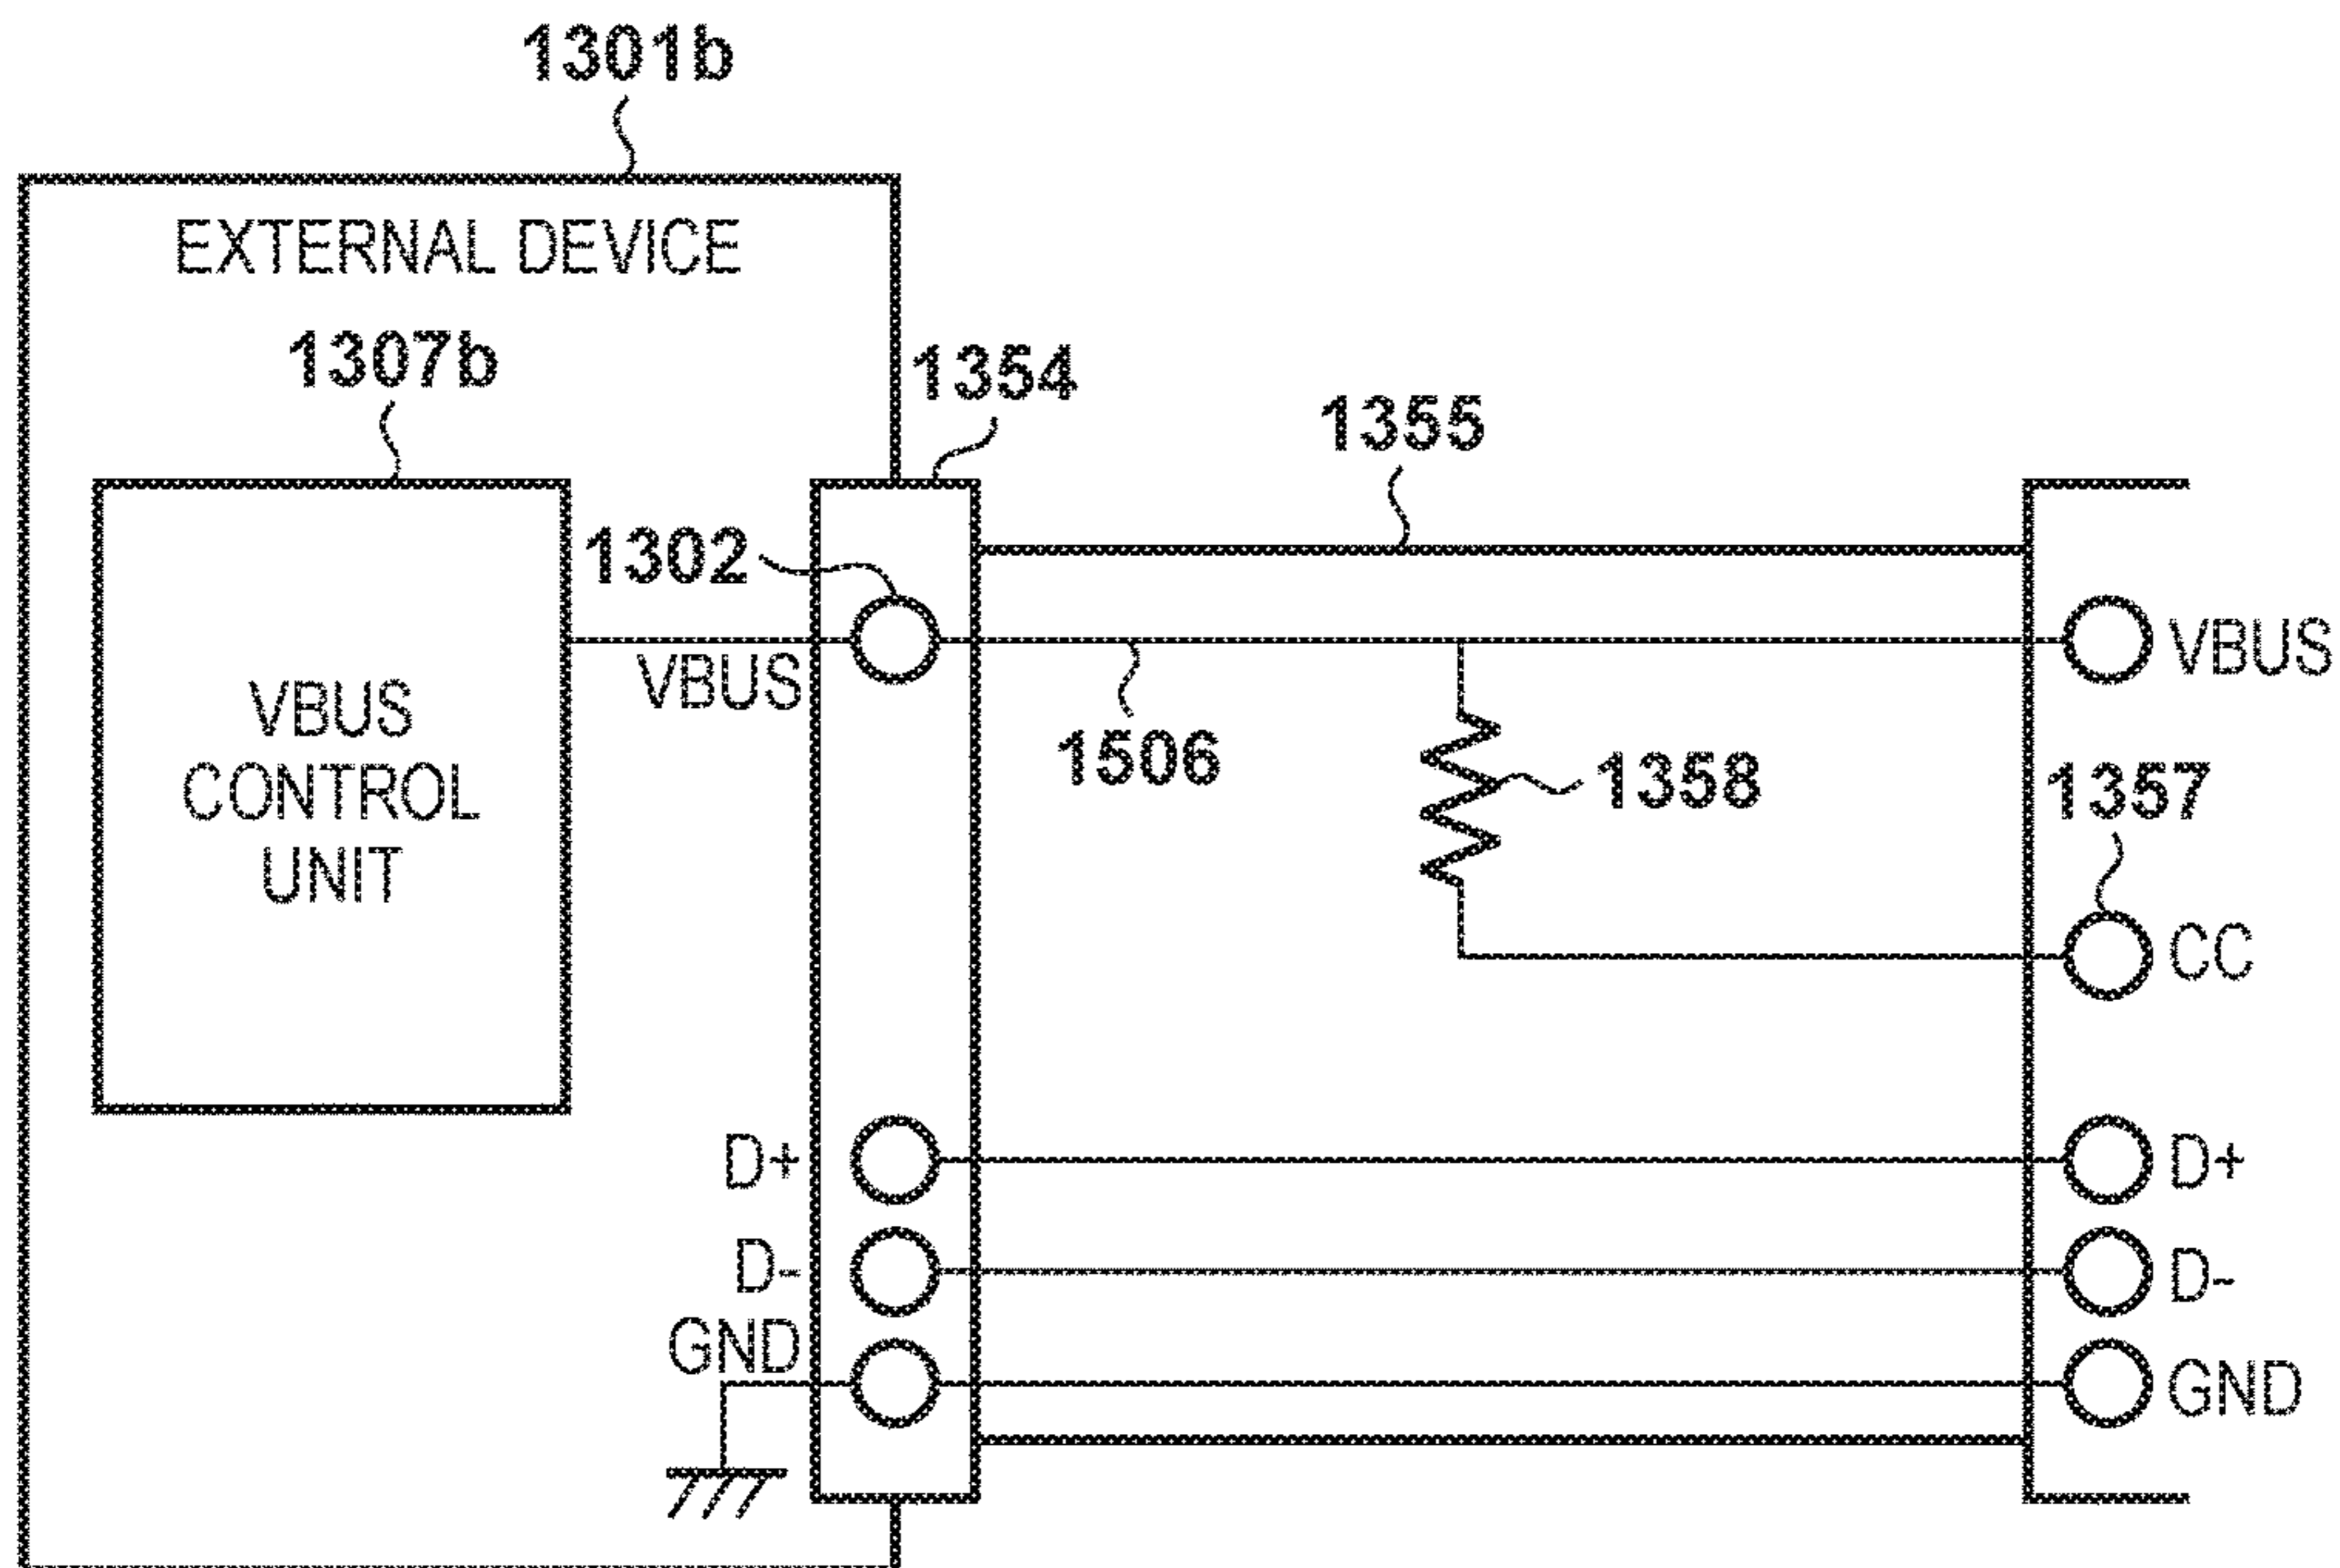 1301b
EXTERNAL DEVICE
1307b
1354
1355
1302
VBUS
VBUS
VBUS
CONTROL
UNIT
1506
1358
1357
CC
D+
D+
D-
D-
GND
GND